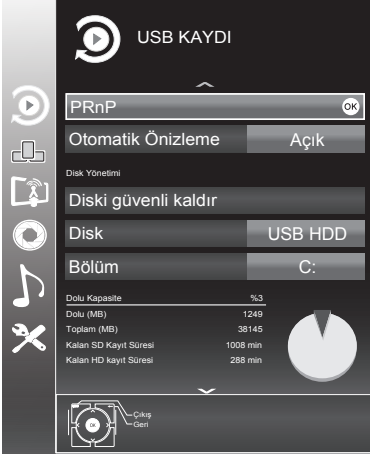 USB KAYDI
PRnP OK
Otomatik Önizleme Açık
Disk Yönetimi
Diski güvenli kaldır
Disk USB HDD
Bölüm C:
Dolu Kapasite %3
Dolu (MB) 1249
Toplam (MB) 38145
Kalan SD Kayıt Süresi 1008 min
Kalan HD kayıt Süresi 288 min
Çıkış
OK
Geri